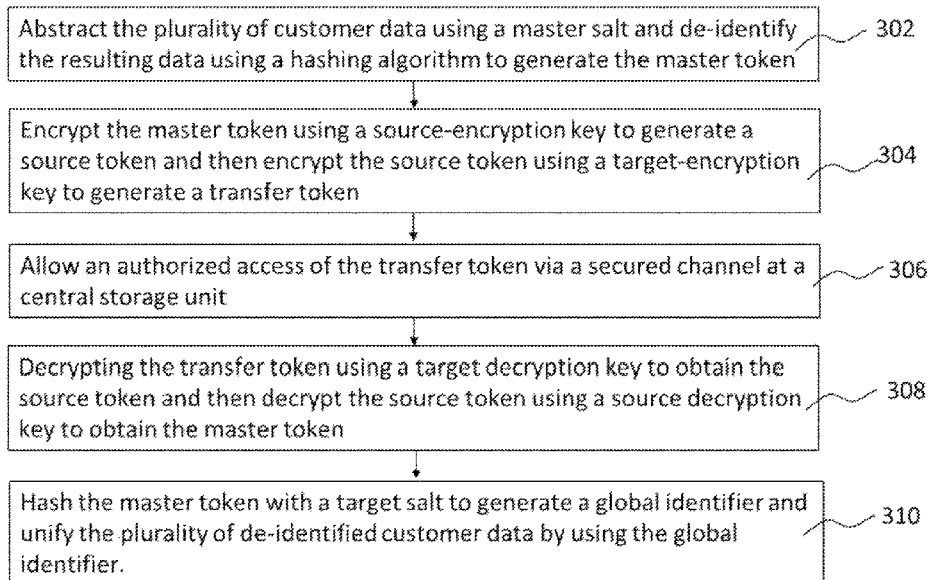 Abstract the plurality of customer data using a master salt and de-identify
the resulting data using a hashing algorithm to generate the master token
302
Encrypt the master token using a source-encryption key to generate a
source token and then encrypt the source token using a target-encryption
key to generate a transfer token
304
Allow an authorized access of the transfer token via a secured channel at a
central storage unit
306
Decrypting the transfer token using a target decryption key to obtain the
source token and then decrypt the source token using a source decryption
key to obtain the master token
308
Hash the master token with a target salt to generate a global identifier and
unify the plurality of de-identified customer data by using the global
identifier.
310